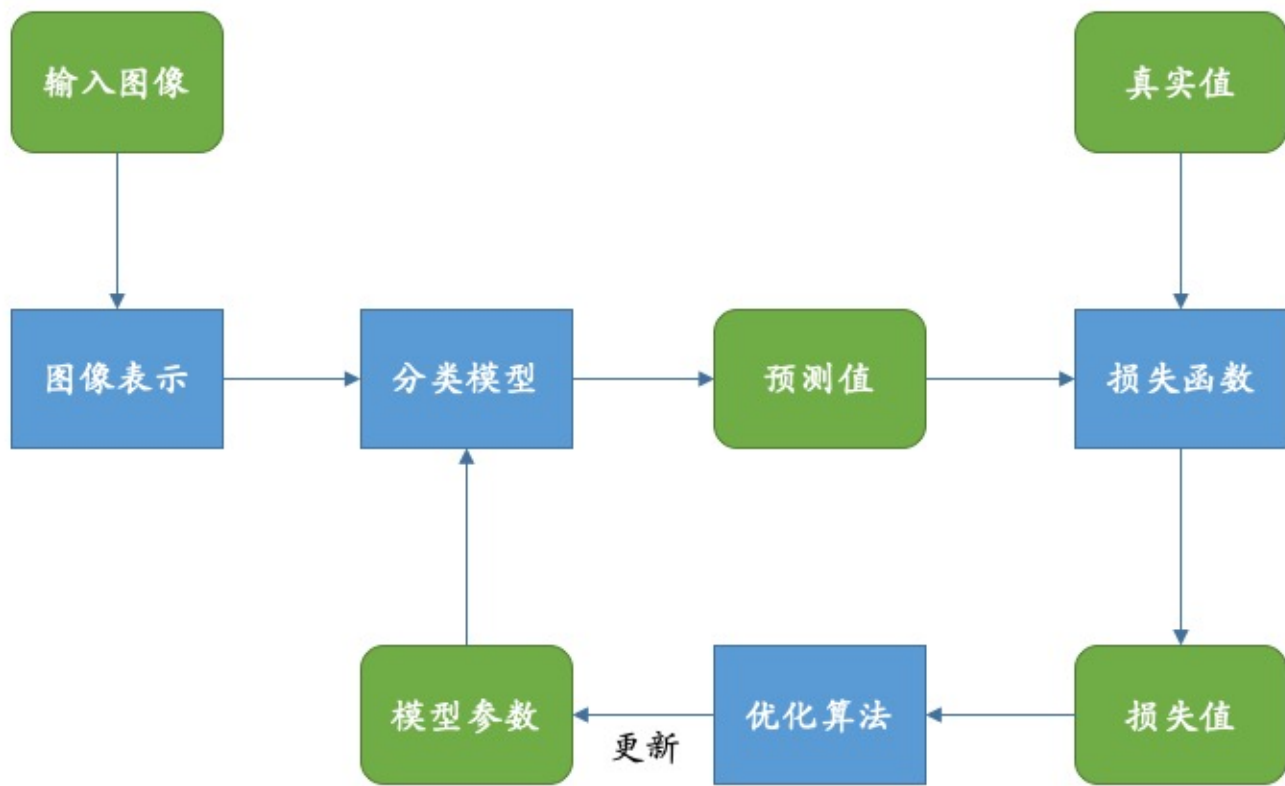 输入图像
真实值
图像表示
分类模型
预测值
损失函数
模型参数
更新
优化算法
损失值